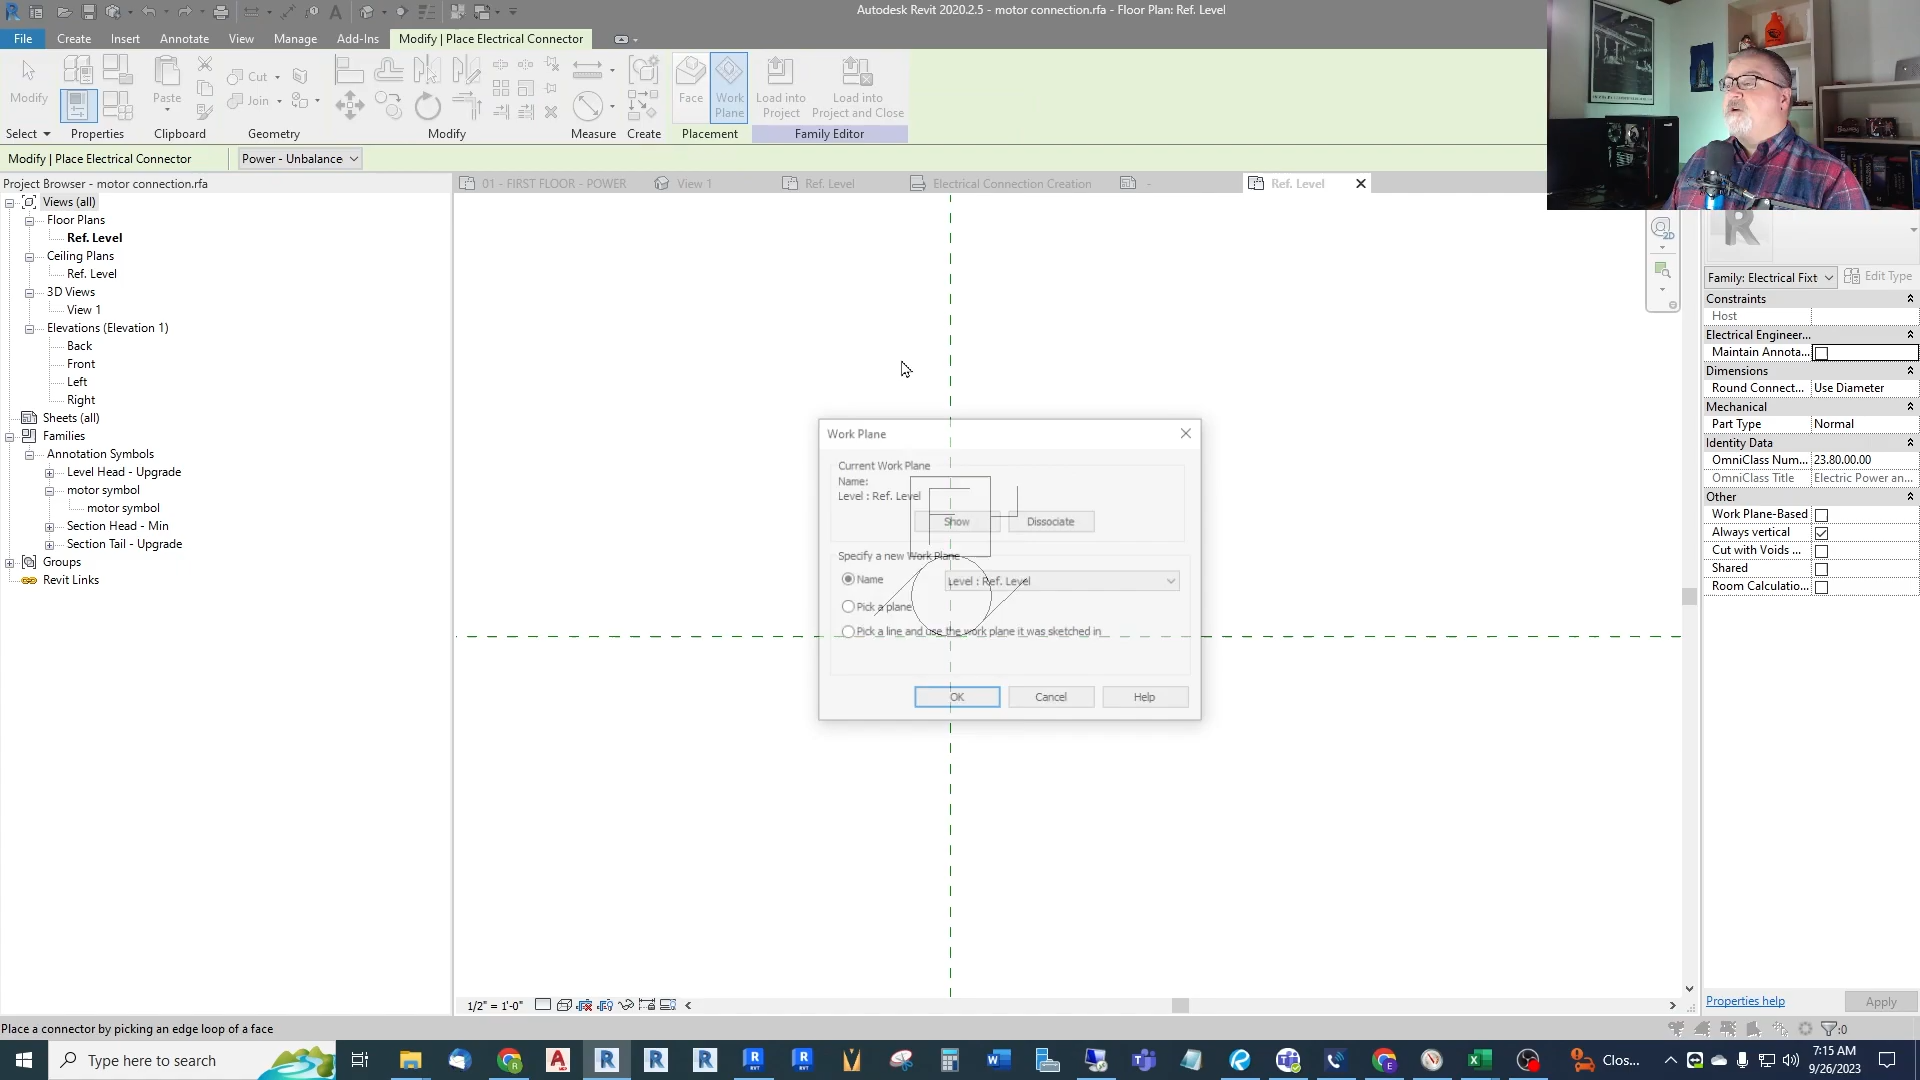 Autodesk Revit 2020.2.5 - motor connection.rfa - Floor Plan: Ref. Level
File Create Insert Annotate View Manage Add-Ins Modify | Place Electrical Connector
Modify
Paste
Cut
Join
Face
Work Plane
Load into Project
Load into Project and Close
Select Properties Clipboard Geometry Modify Measure Create Placement Family Editor
Modify | Place Electrical Connector
Power - Unbalance
Project Browser - motor connection.rfa
01 - FIRST FLOOR - POWER
View 1
Ref. Level
Electrical Connection Creation
-
Ref. Level
Views (all)
Floor Plans
Ref. Level
Ceiling Plans
Ref. Level
3D Views
View 1
Elevations (Elevation 1)
Back
Front
Left
Right
Sheets (all)
Families
Annotation Symbols
Level Head - Upgrade
motor symbol
motor symbol
Section Head - Min
Section Tail - Upgrade
Groups
Revit Links
Work Plane
Current Work Plane
Name:
Level : Ref. Level
Show Dissociate
Specify a new Work Plane
Name Level : Ref. Level
Pick a plane
Pick a line and use the work plane it was sketched in
OK Cancel Help
2D
Family: Electrical Fixt Edit Type
Constraints
Host
Electrical Engineer...
Maintain Annota...
Dimensions
Round Connect... Use Diameter
Mechanical
Part Type Normal
Identity Data
OmniClass Num... 23.80.00.00
OmniClass Title Electric Power an...
Other
Work Plane-Based
Always vertical
Cut with Voids ...
Shared
Room Calculatio...
Properties help Apply
1/2" = 1'-0"
Place a connector by picking an edge loop of a face
:0
Type here to search
Clos...
7:15 AM
9/26/2023